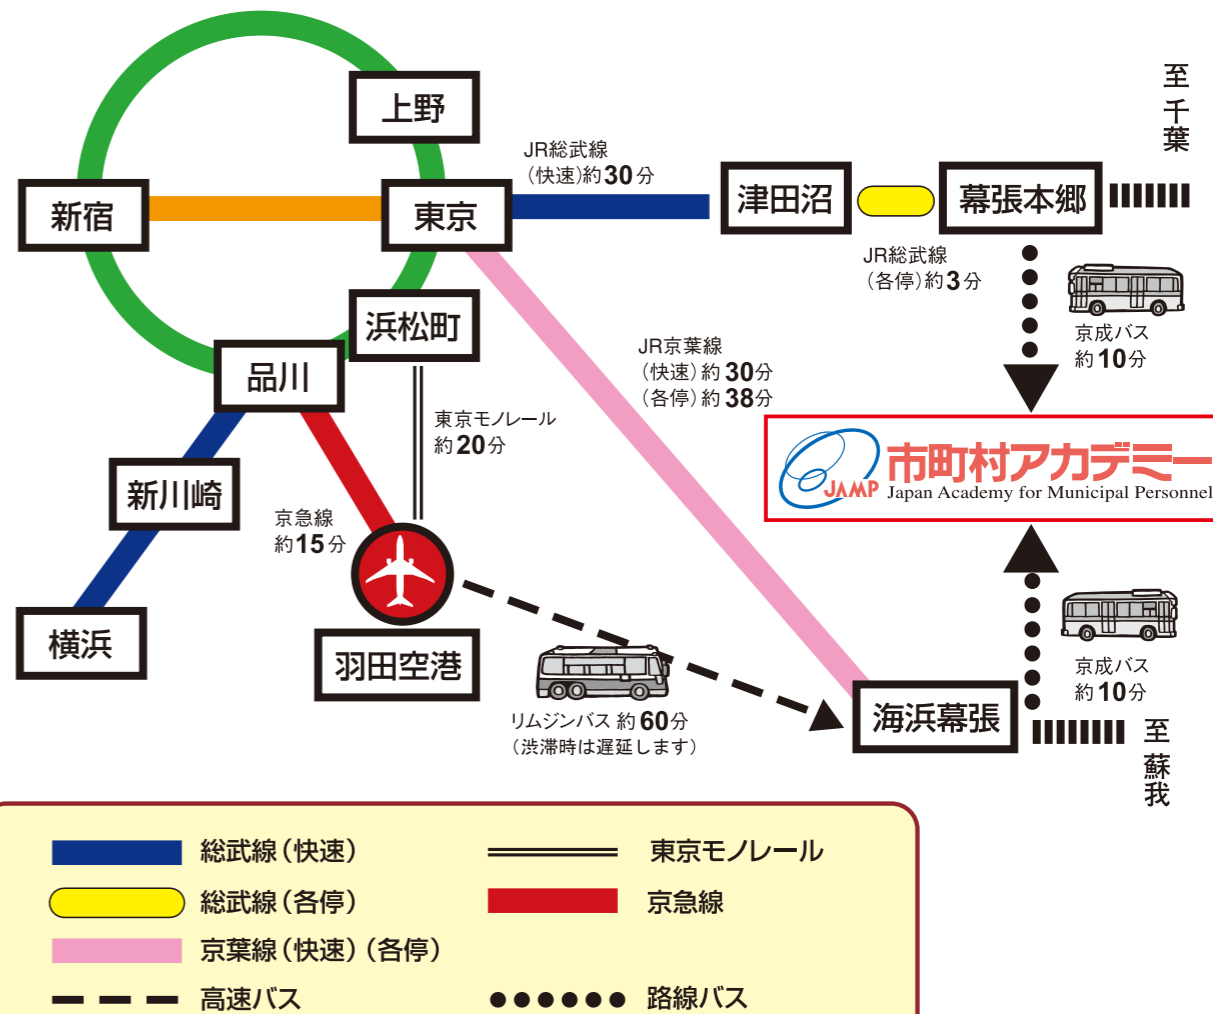 上野
新宿
東京
JR総武線
（快速）約30分
津田沼
幕張本郷
至 千葉
JR総武線
（各停）約3分
京成バス
約10分
浜松町
品川
JR京葉線
（快速）約30分
（各停）約38分
東京モノレール
約20分
JAMP
市町村アカデミー
Japan Academy for Municipal Personnel
新川崎
京急線
約15分
横浜
羽田空港
リムジンバス 約60分
（渋滞時は遅延します）
海浜幕張
京成バス
約10分
至 蘇我
総武線（快速）
東京モノレール
総武線（各停）
京急線
京葉線（快速）（各停）
高速バス
路線バス